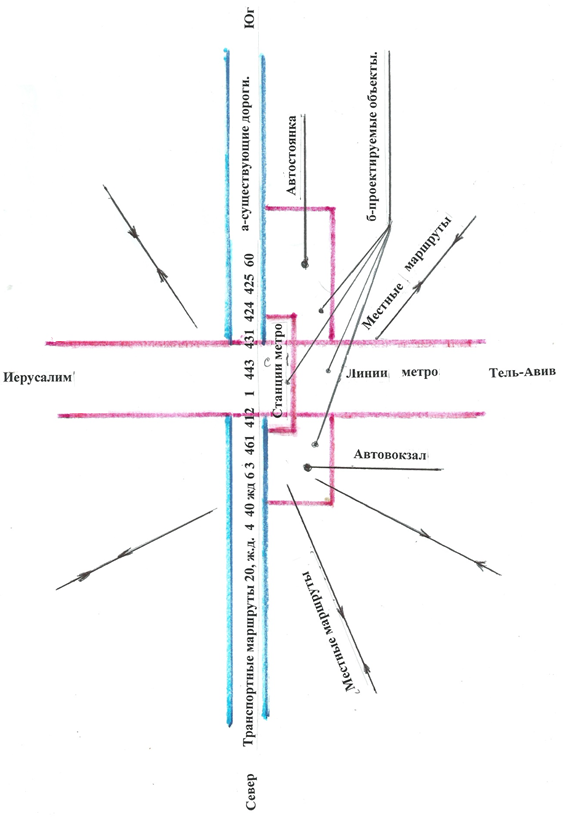 Юг
а-существующие дороги.
Автостоянка
б-проектируемые объекты.
Местные маршруты
Транспортные маршруты 20, ж.д. 4 40 жд 6 3 461 412 1 443 431 424 425 60
Станции метро
Иерусалим
Линии метро
Тель-Авив
Автовокзал
Местные маршруты
Север